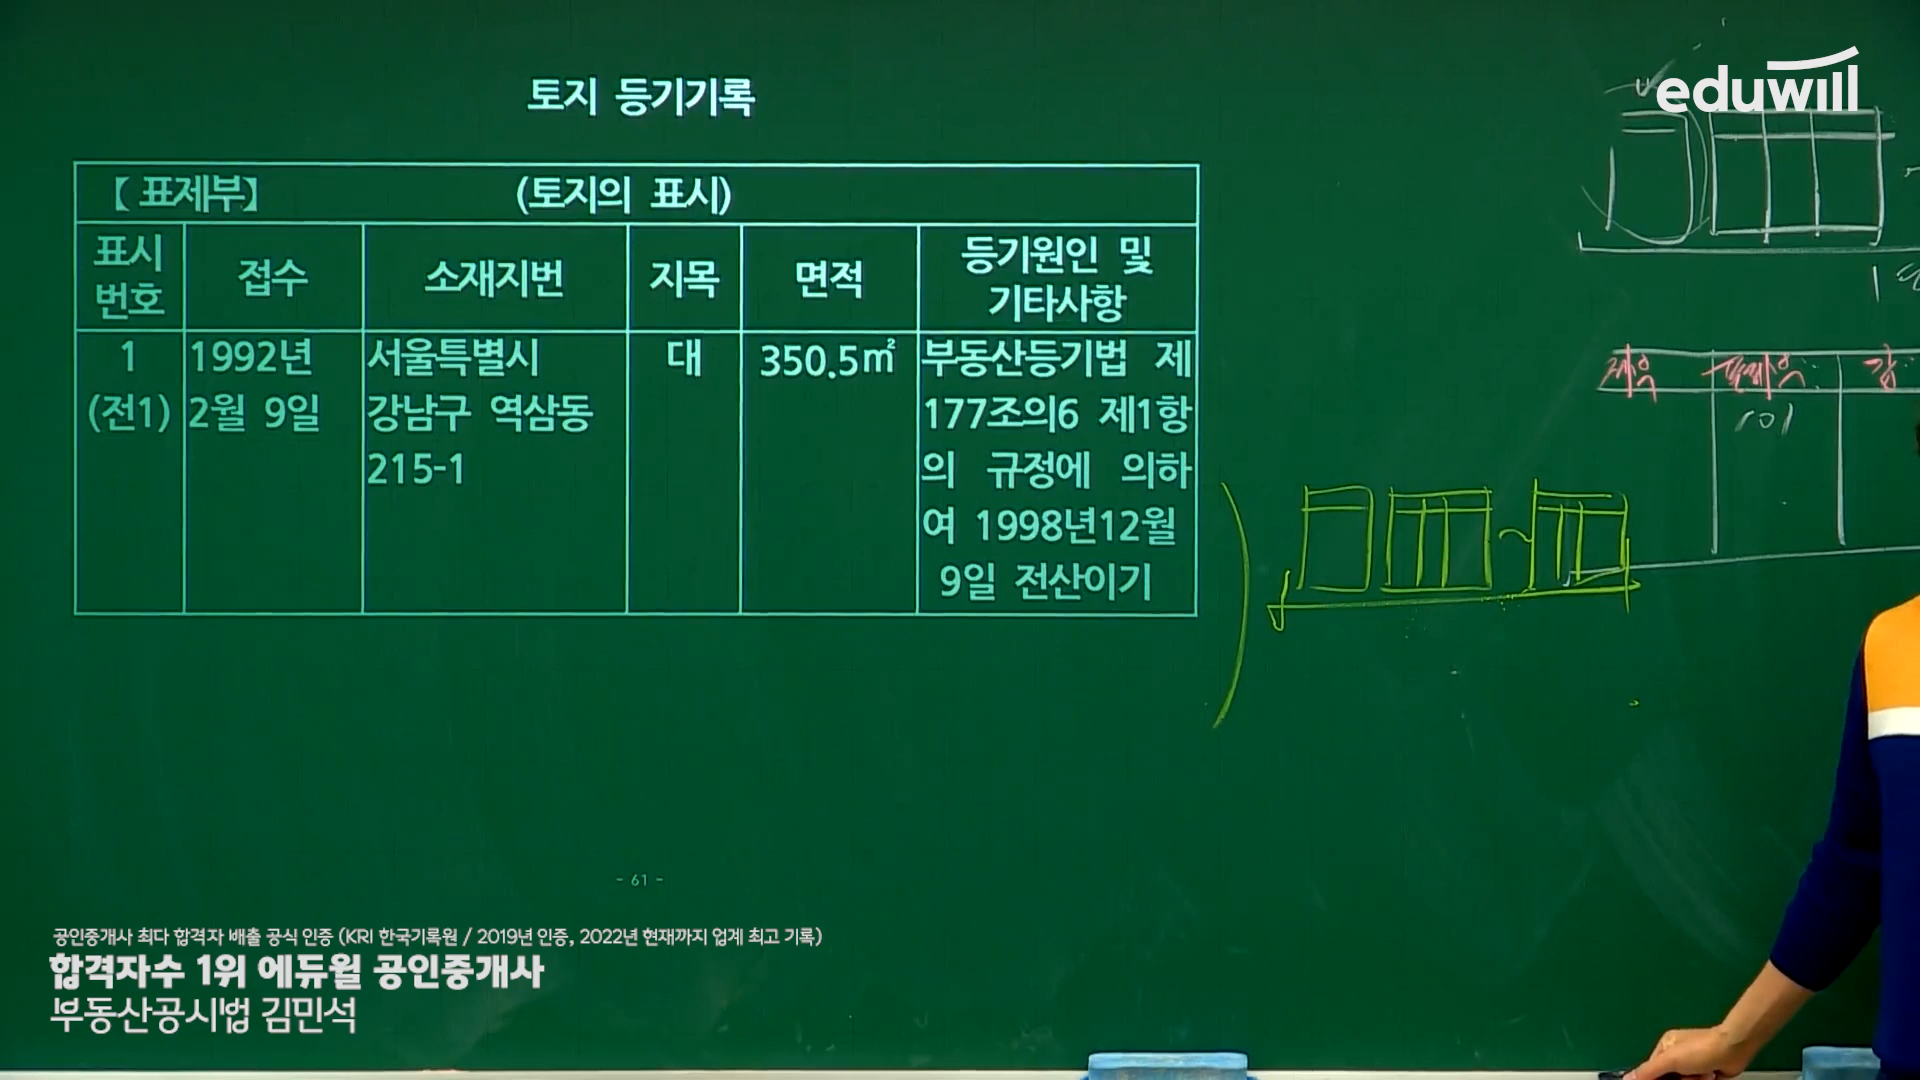 eduwill
토지 등기기록
【 표제부】 (토지의 표시)
표시
번호
접수
소재지번
지목
면적
등기원인 및
기타사항
1
(전1)
1992년
2월 9일
서울특별시
강남구 역삼동
215-1
대
350.5㎡
부동산등기법 제
177조의6 제1항
의 규정에 의하
여 1998년12월
9일 전산이기
갑
101
- 61 -
공인중개사 최다 합격자 배출 공식 인증 (KRI 한국기록원 / 2019년 인증, 2022년 현재까지 업계 최고 기록)
합격자수 1위 에듀윌 공인중개사
부동산공시법 김민석